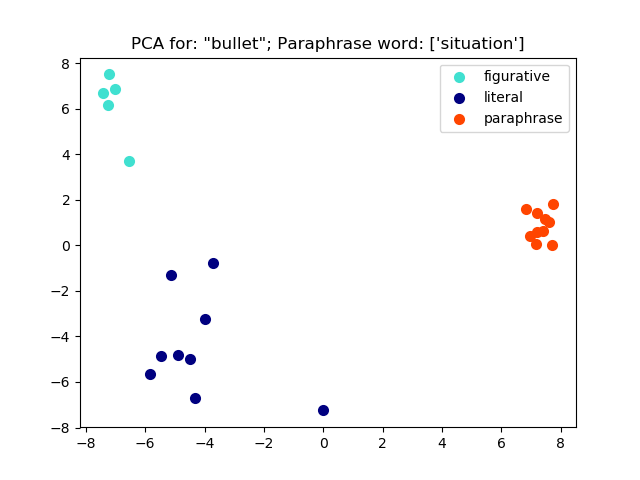 PCA for: "bullet"; Paraphrase word: ['situation']
figurative
literal
paraphrase
8
6
4
2
0
−2
−4
−6
−8
−8 −6 −4 −2 0 2 4 6 8